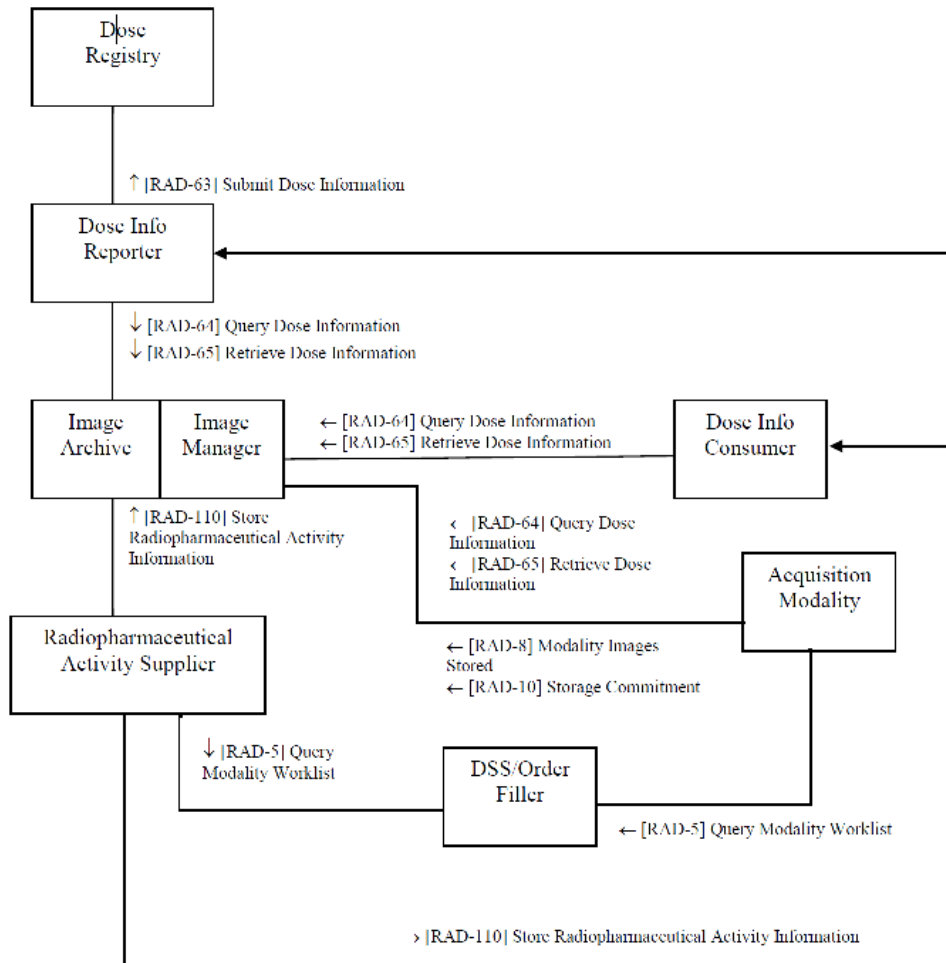 Dose
Registry
↑ [RAD-63] Submit Dose Information
Dose Info
Reporter
↓ [RAD-64] Query Dose Information
↓ [RAD-65] Retrieve Dose Information
Image
Archive
Image
Manager
← [RAD-64] Query Dose Information
← [RAD-65] Retrieve Dose Information
Dose Info
Consumer
↑ [RAD-110] Store
Radiopharmaceutical Activity
Information
← [RAD-64] Query Dose
Information
← [RAD-65] Retrieve Dose
Information
Acquisition
Modality
Radiopharmaceutical
Activity Supplier
← [RAD-8] Modality Images
Stored
← [RAD-10] Storage Commitment
↓ [RAD-5] Query
Modality Worklist
DSS/Order
Filler
← [RAD-5] Query Modality Worklist
→ [RAD-110] Store Radiopharmaceutical Activity Information